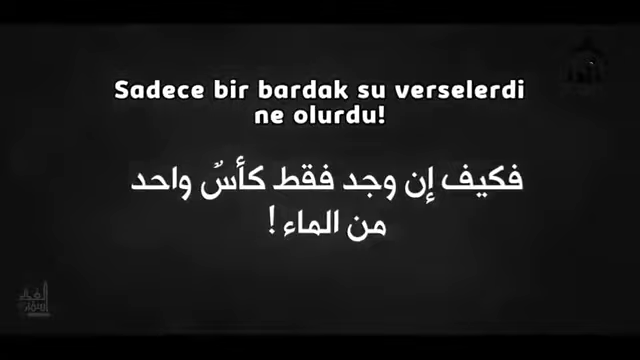 Sadece bir bardak su verselerdi
ne olurdu!
فكيف إن وجد فقط كأسٌ واحد
من الماء !